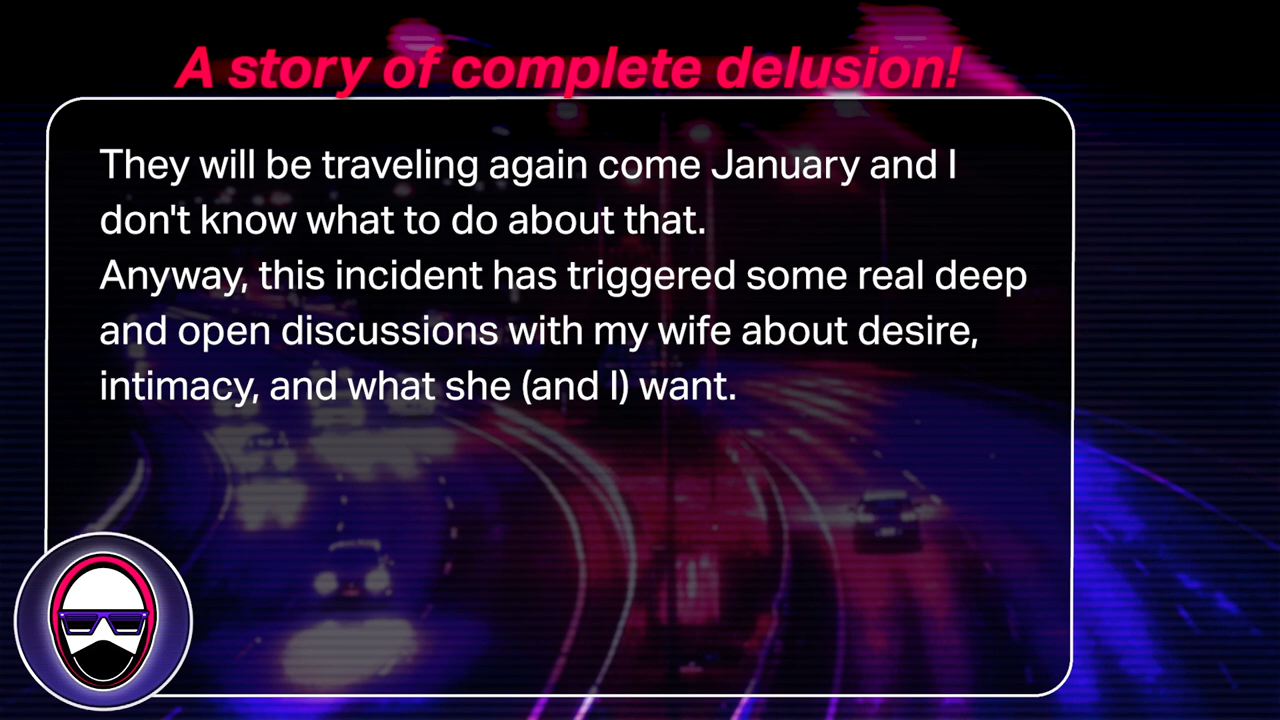 A story of complete delusion!
They will be traveling again come January and I
don't know what to do about that.
Anyway, this incident has triggered some real deep
and open discussions with my wife about desire,
intimacy, and what she (and I) want.